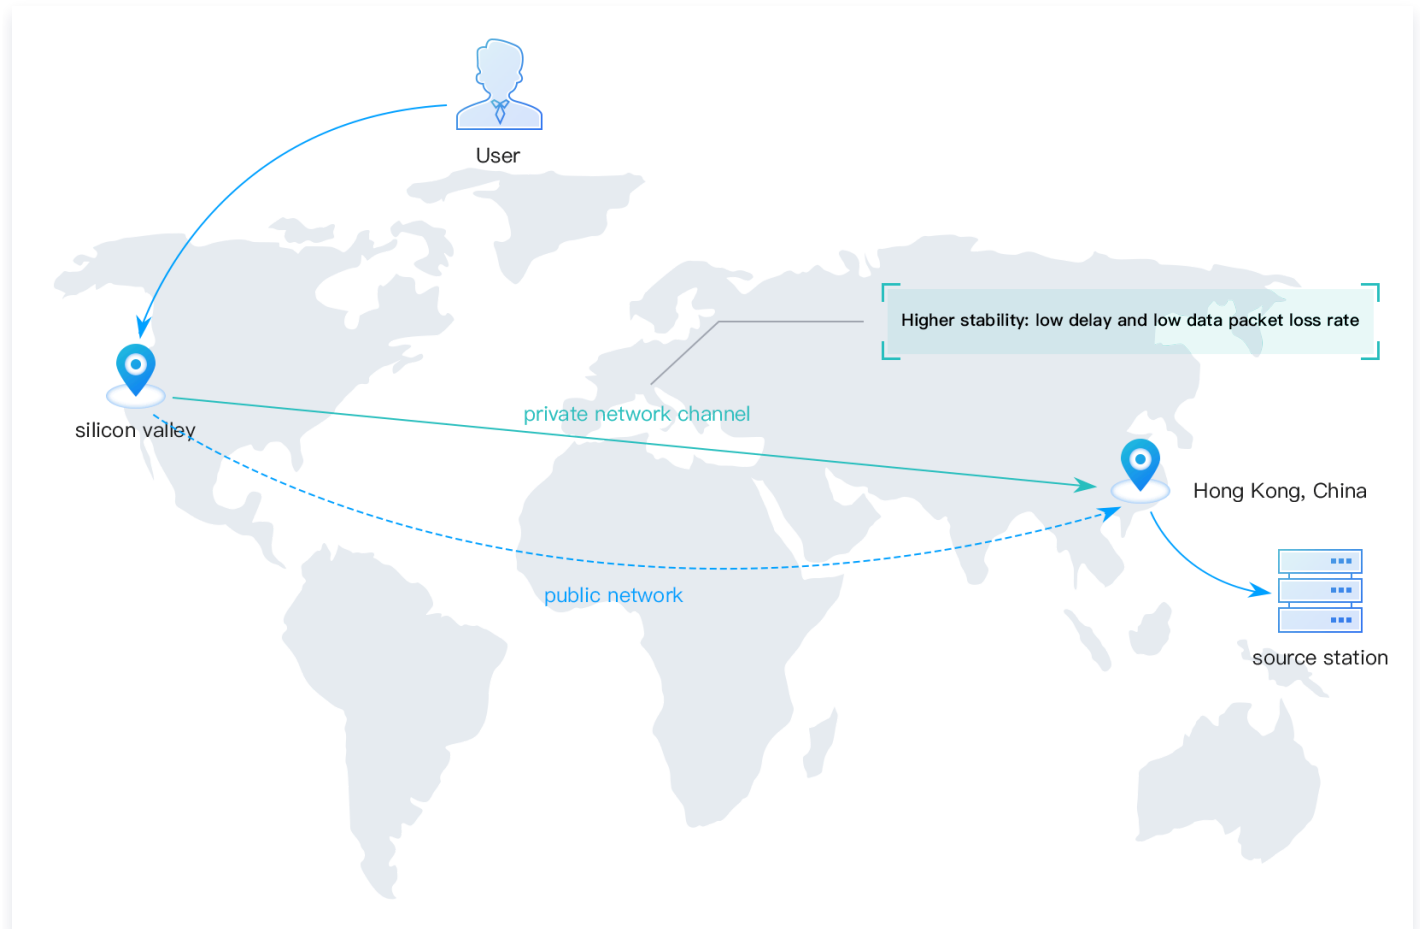 User
Higher stability: low delay and low data packet loss rate
private network channel
silicon valley
Hong Kong, China
public network
source station